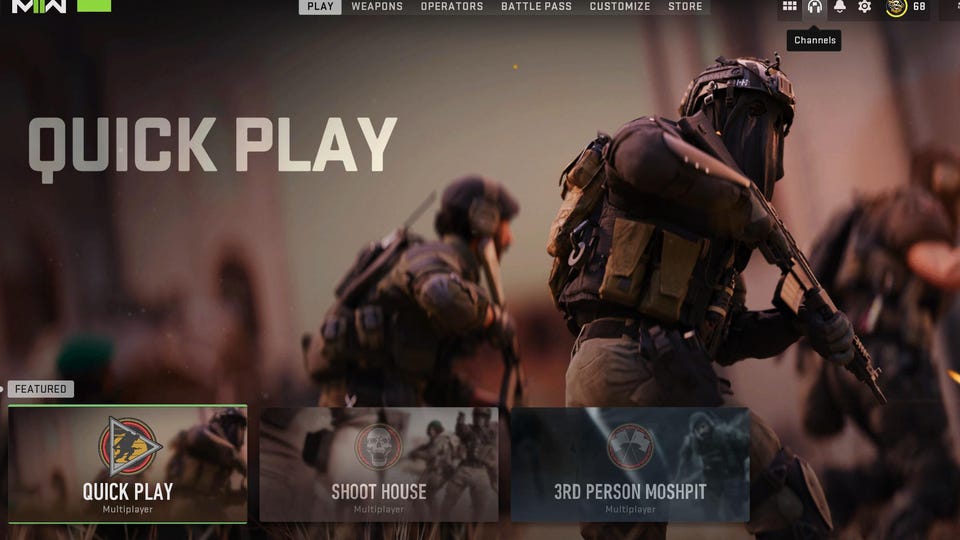 MW II
PLAY WEAPONS OPERATORS BATTLE PASS CUSTOMIZE STORE
68
Channels
QUICK PLAY
FEATURED
QUICK PLAY
Multiplayer
SHOOT HOUSE
Multiplayer
3RD PERSON MOSHPIT
Multiplayer